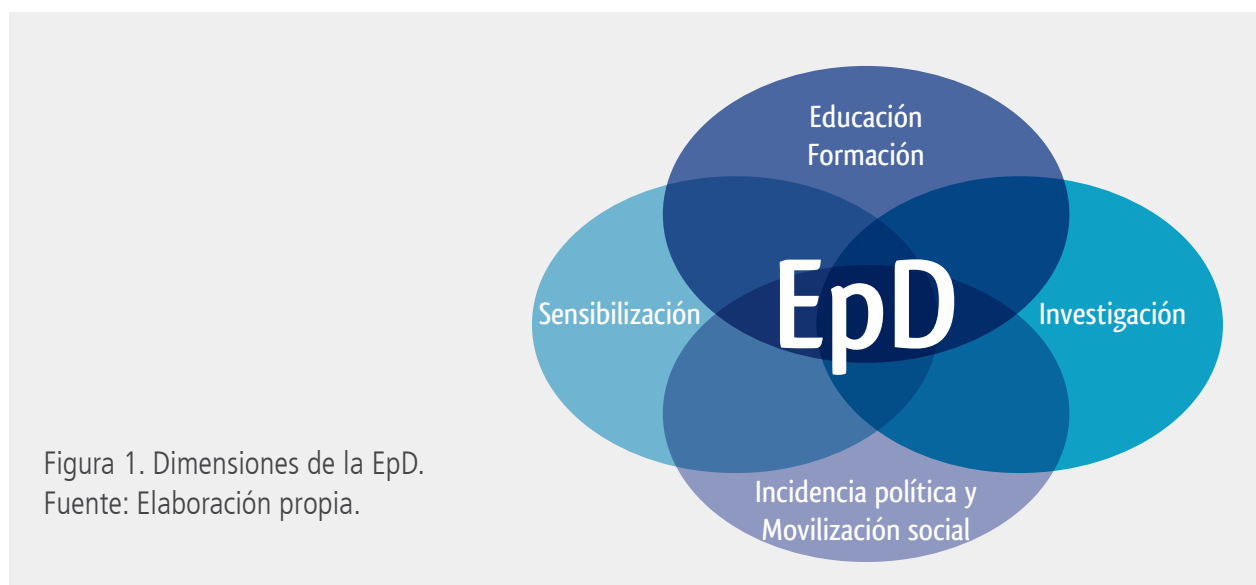 Educación
Formación
Sensibilización
EpD
Investigación
Incidencia política y
Movilización social
Figura 1. Dimensiones de la EpD.
Fuente: Elaboración propia.